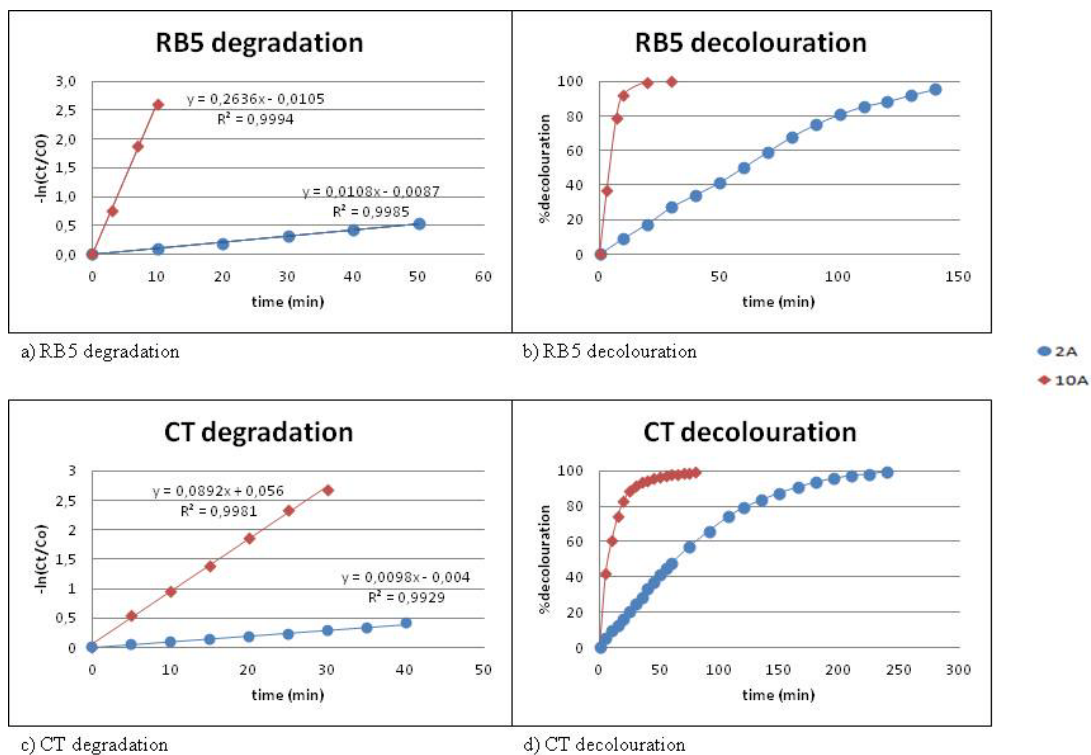 RB5 degradation
3,0
2,5
2,0
1,5
1,0
0,5
0,0
-ln(Ct/C0)
y = 0,2636x - 0,0105
R² = 0,9994
y = 0,0108x - 0,0087
R² = 0,9985
0 10 20 30 40 50 60
time (min)
a) RB5 degradation
RB5 decolouration
100
80
60
40
20
0
%decolouration
0 50 100 150
time (min)
b) RB5 decolouration
2A
10A
CT degradation
3
2,5
2
1,5
1
0,5
0
-ln(Ct/Co)
y = 0,0892x + 0,056
R² = 0,9981
y = 0,0098x - 0,004
R² = 0,9929
0 10 20 30 40 50
time (min)
c) CT degradation
CT decolouration
100
80
60
40
20
0
%decolouration
0 50 100 150 200 250 300
time (min)
d) CT decolouration